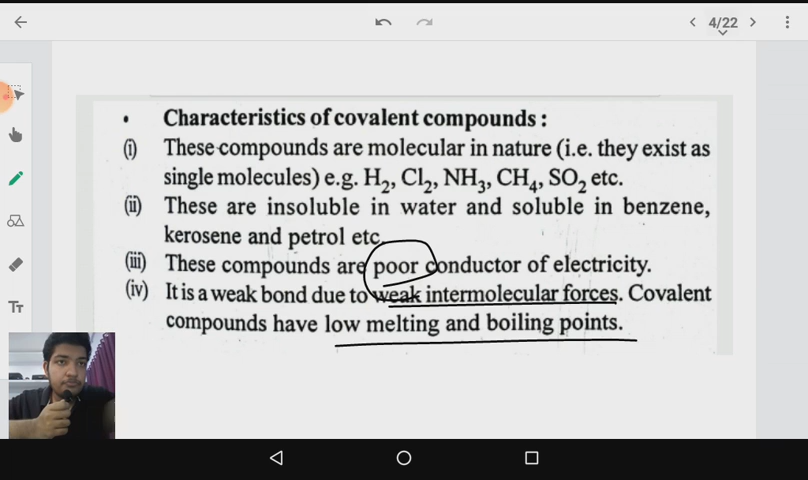 4/22
• Characteristics of covalent compounds :
(i) These compounds are molecular in nature (i.e. they exist as
single molecules) e.g. H₂, Cl₂, NH₃, CH₄, SO₂ etc.
(ii) These are insoluble in water and soluble in benzene,
kerosene and petrol etc.
(iii) These compounds are poor conductor of electricity.
(iv) It is a weak bond due to weak intermolecular forces. Covalent
compounds have low melting and boiling points.
Tт